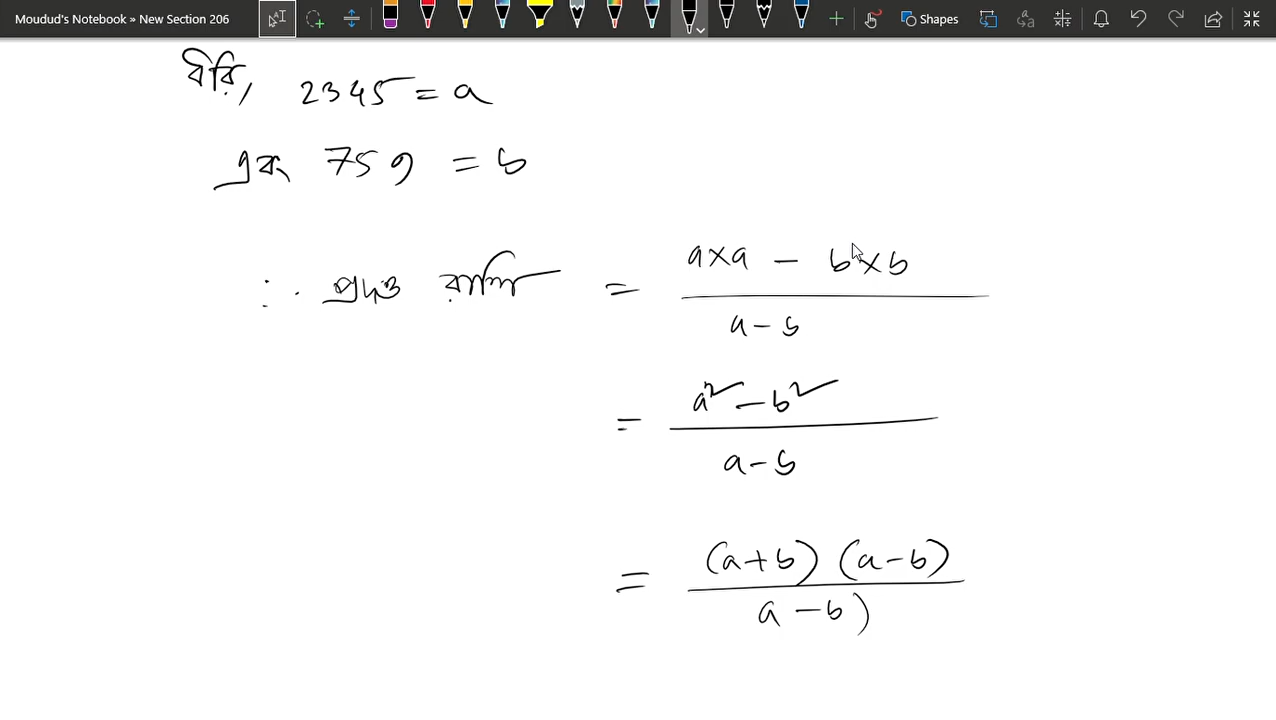 Moudud's Notebook » New Section 206
Shapes
ধরি, 2345 = a
এবং 759 = b
∴ প্রদত্ত রাশি = a×a − b×b / a−b
= a² − b² / a−b
= (a+b) (a−b) / a−b)